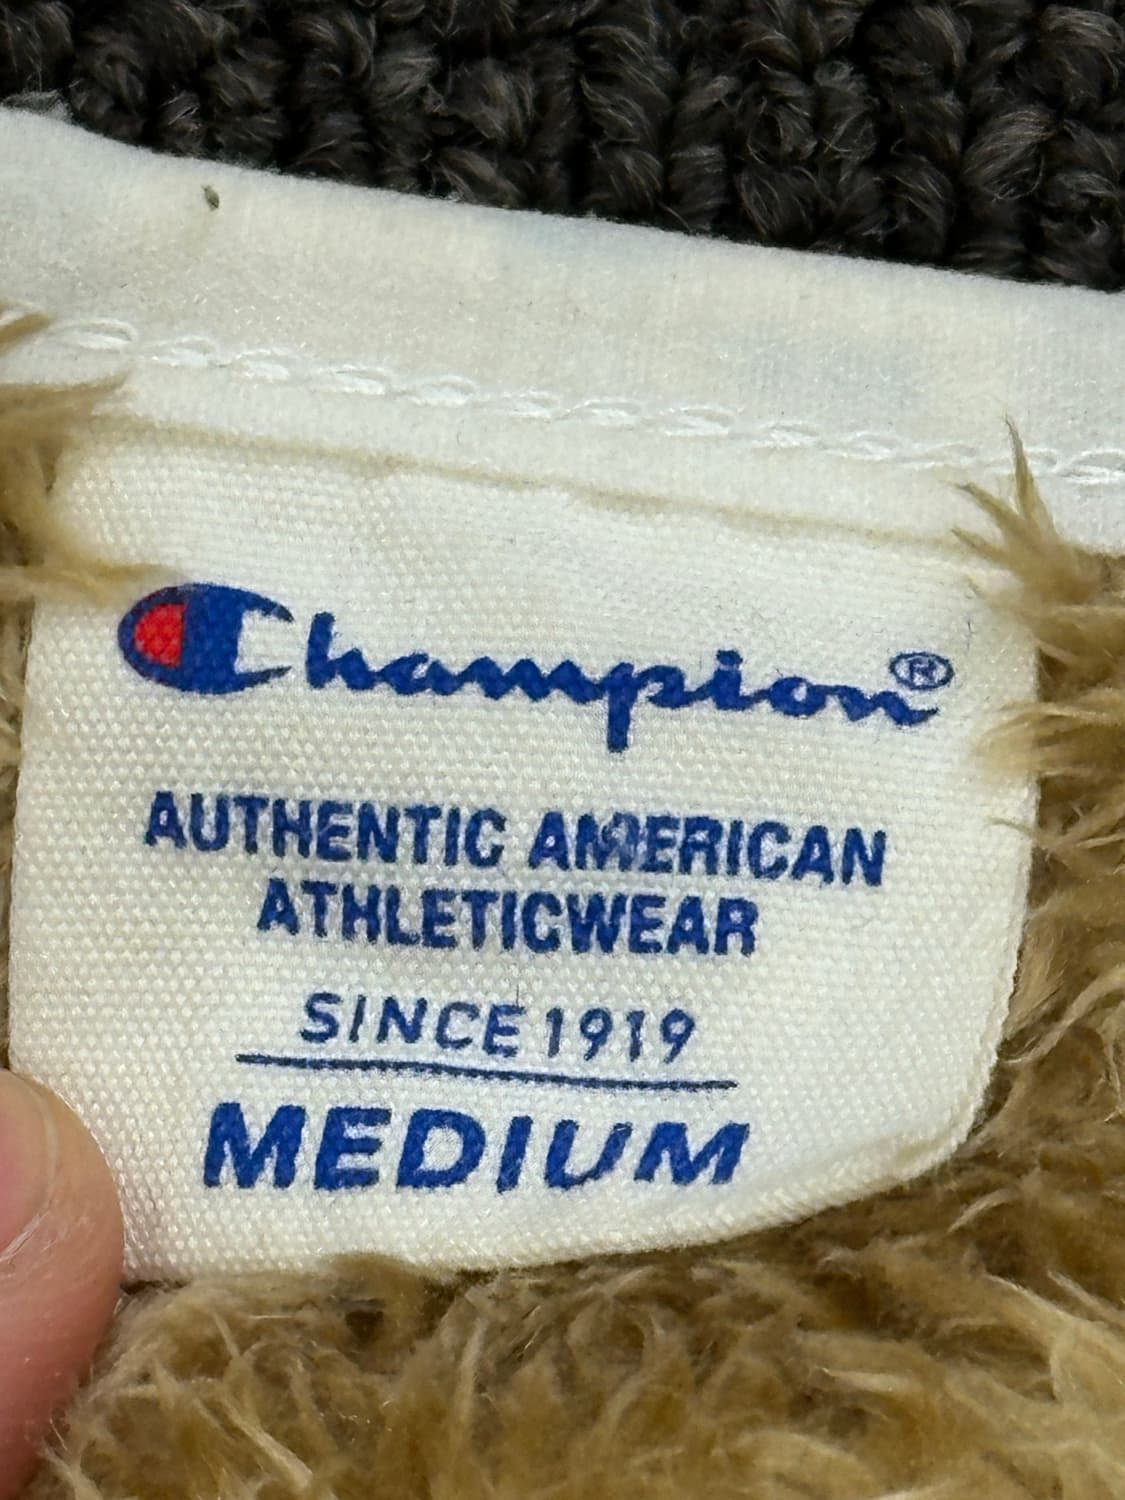 Champion®
AUTHENTIC AMERICAN
ATHLETICWEAR
SINCE 1919
MEDIUM